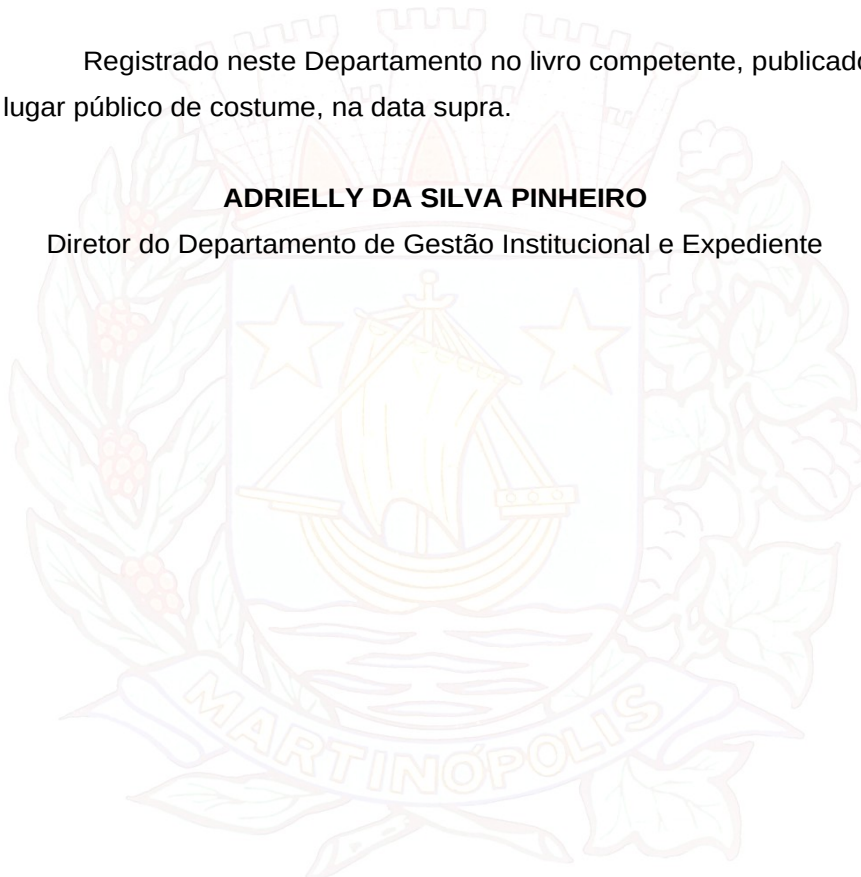 Registrado neste Departamento no livro competente, publicado
lugar público de costume, na data supra.
ADRIELLY DA SILVA PINHEIRO
Diretor do Departamento de Gestão Institucional e Expediente
MARTINÓPOLIS